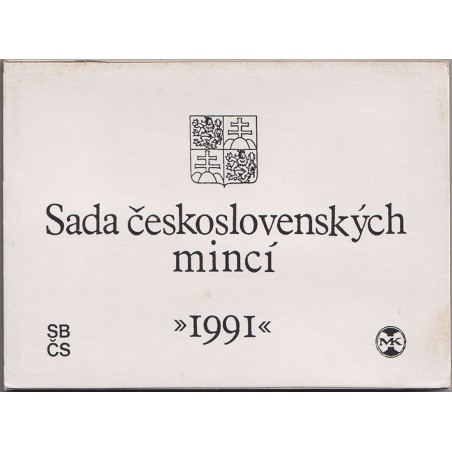 Sada československých
mincí
»1991«
SB
ČS
MK